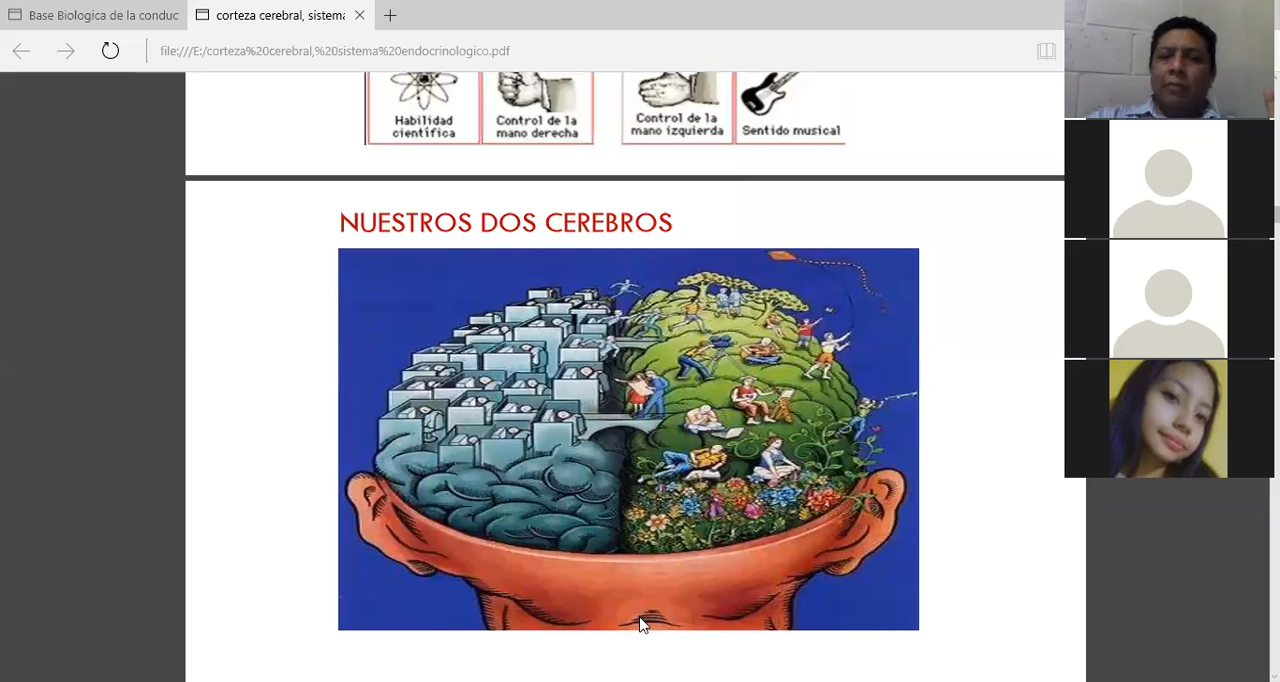 Base Biologica de la conduc
corteza cerebral, sistema
file:///E:/corteza%20cerebral,%20sistema%20endocrinologico.pdf
Habilidad
científica
Control de la
mano derecha
Control de la
mano izquierda
Sentido musical
NUESTROS DOS CEREBROS